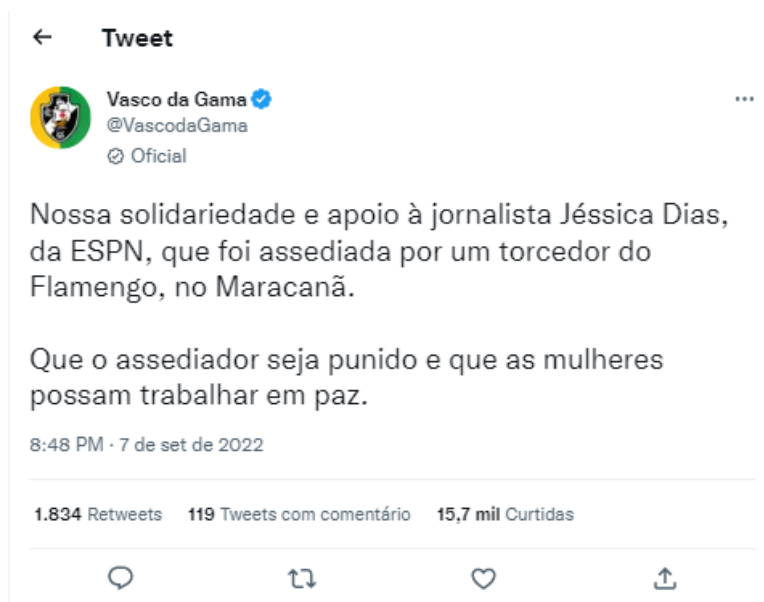 Tweet
Vasco da Gama
@VascodaGama
Oficial
Nossa solidariedade e apoio à jornalista Jéssica Dias,
da ESPN, que foi assediada por um torcedor do
Flamengo, no Maracanã.
Que o assediador seja punido e que as mulheres
possam trabalhar em paz.
8:48 PM · 7 de set de 2022
1.834 Retweets 119 Tweets com comentário 15,7 mil Curtidas